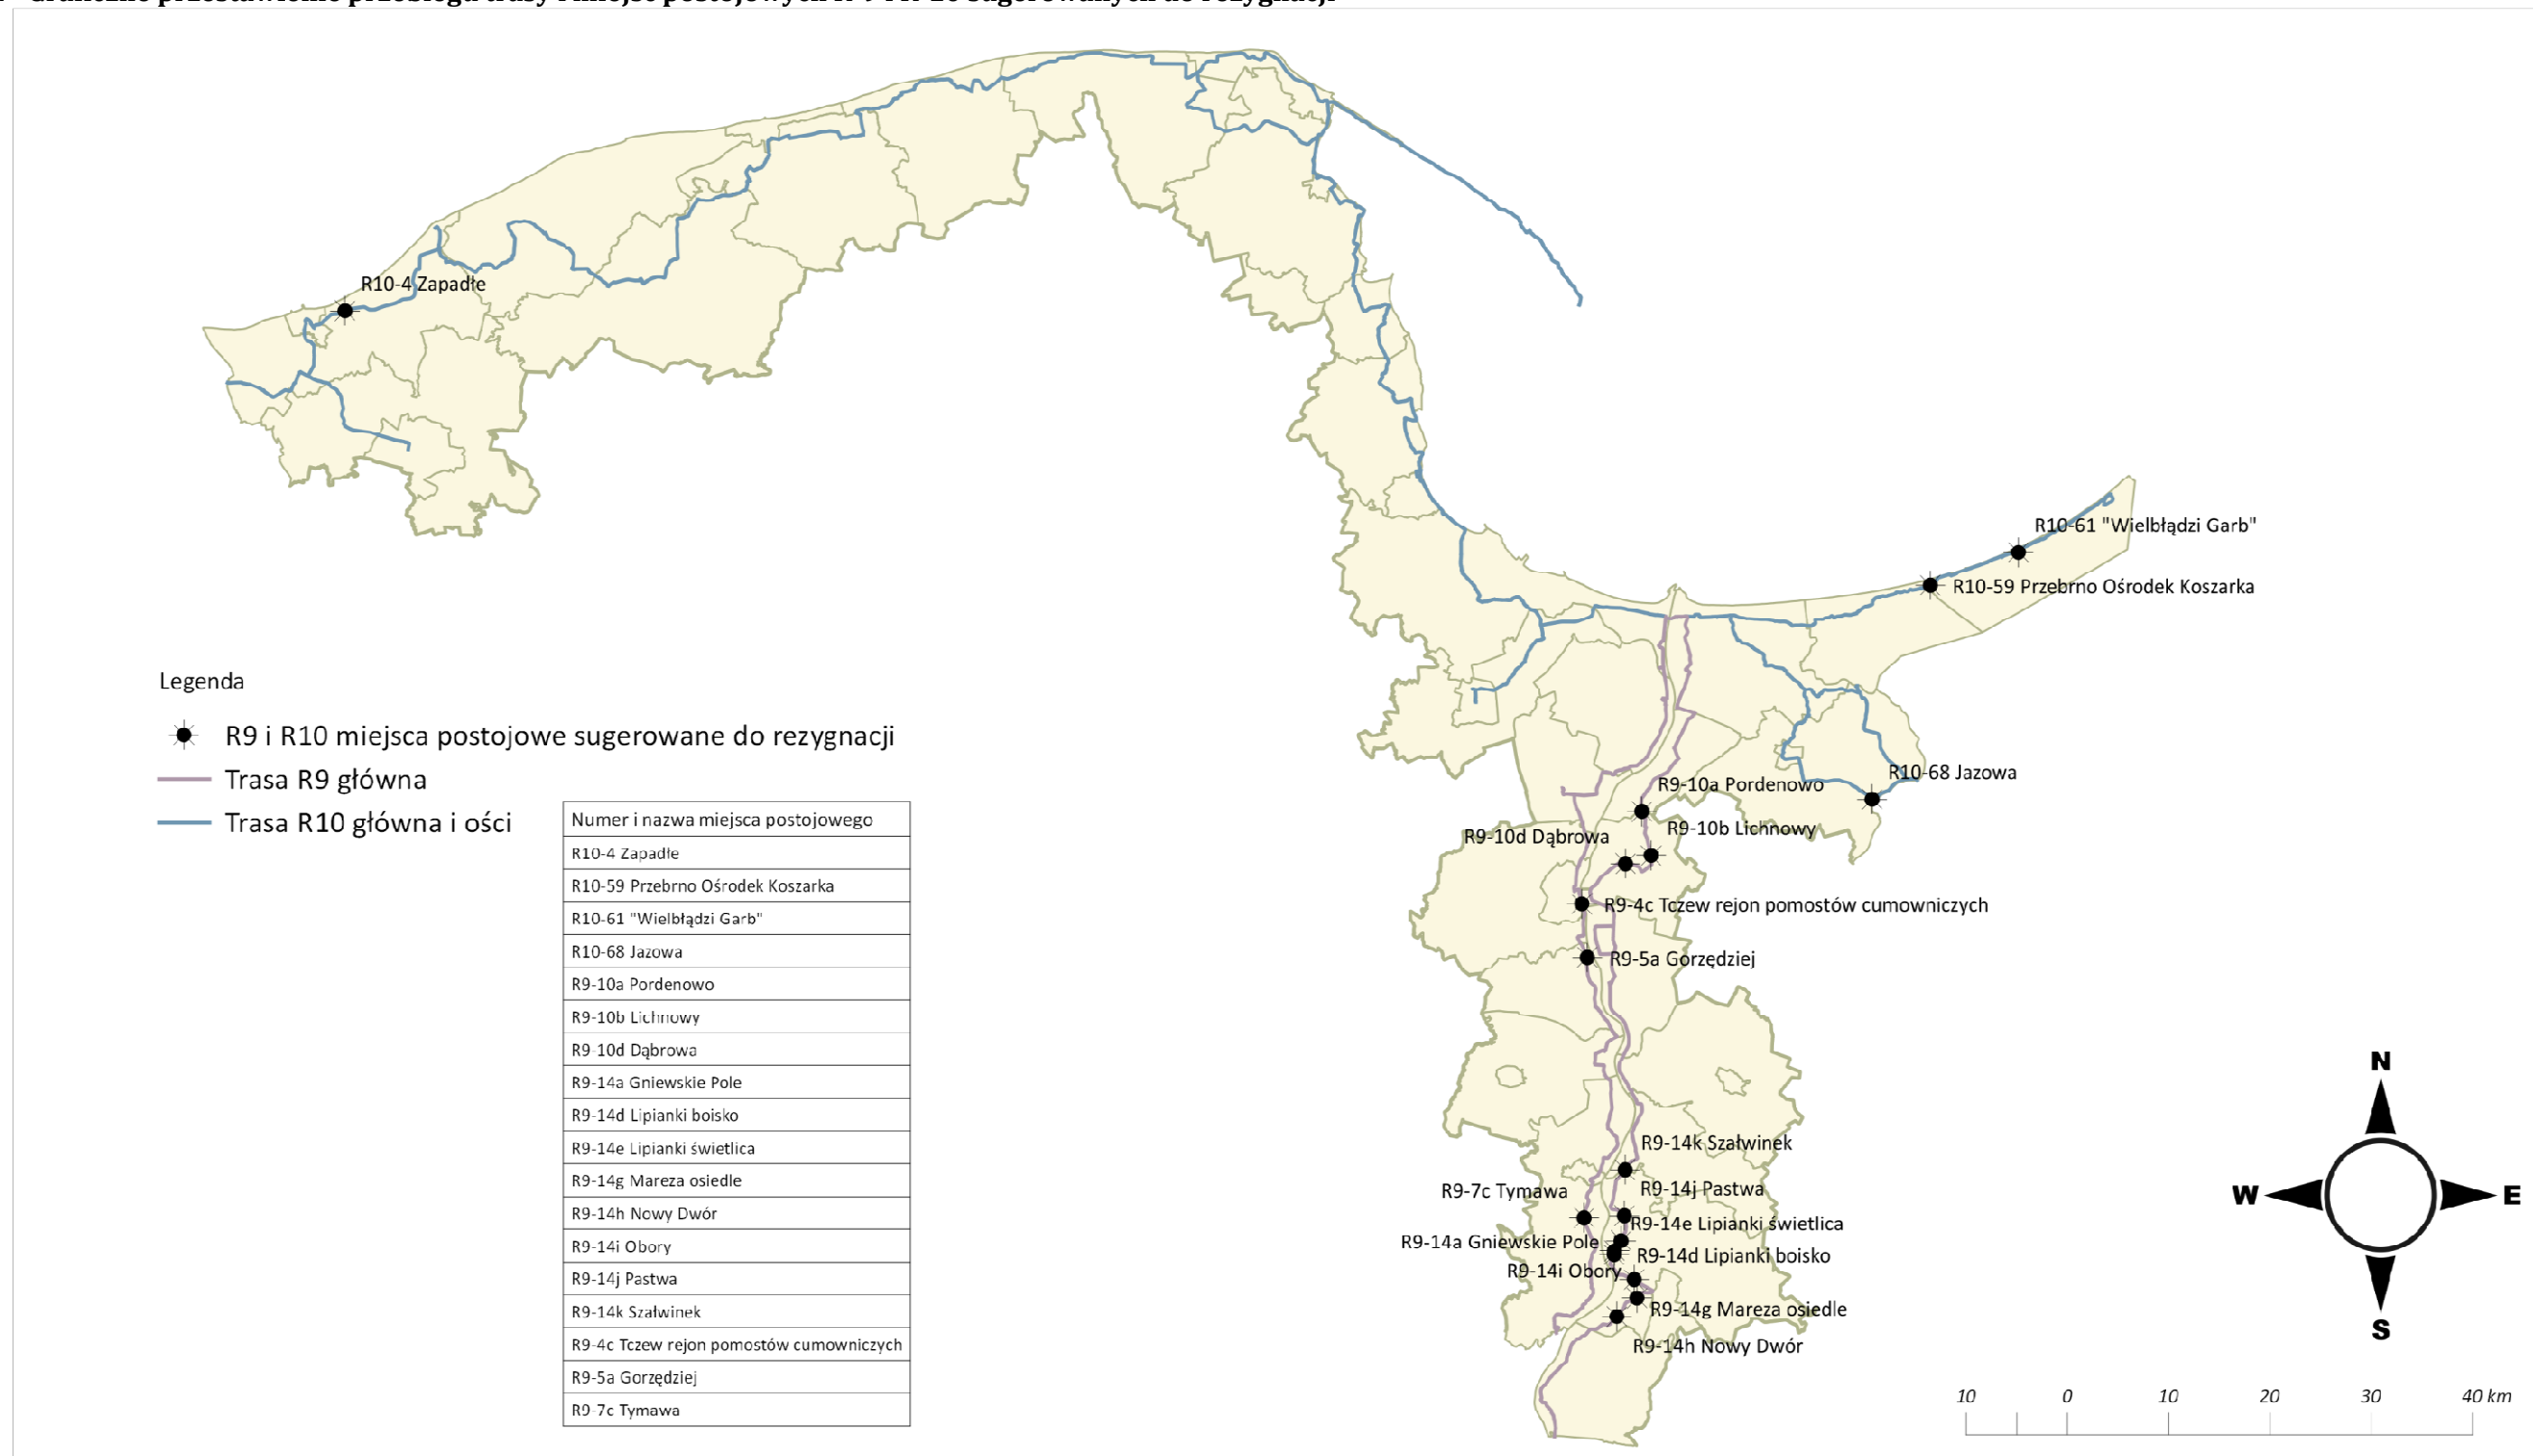 R10-4 Zapadłe
R10-61 "Wielbłądzi Garb"
R10-59 Przebrno Ośrodek Koszarka
Legenda
R9 i R10 miejsca postojowe sugerowane do rezygnacji
Trasa R9 główna
Trasa R10 główna i ości
Numer i nazwa miejsca postojowego
R10-4 Zapadłe
R10-59 Przebrno Ośrodek Koszarka
R10-61 "Wielbłądzi Garb"
R10-68 Jazowa
R9-10a Pordenowo
R9-10b Lichnowy
R9-10d Dąbrowa
R9-14a Gniewskie Pole
R9-14d Lipianki boisko
R9-14e Lipianki świetlica
R9-14g Mareza osiedle
R9-14h Nowy Dwór
R9-14i Obory
R9-14j Pastwa
R9-14k Szałwinek
R9-4c Tczew rejon pomostów cumowniczych
R9-5a Gorzędziej
R9-7c Tymawa
R10-68 Jazowa
R9-10a Pordenowo
R9-10b Lichnowy
R9-10d Dąbrowa
R9-4c Tczew rejon pomostów cumowniczych
R9-5a Gorzędziej
R9-14k Szałwinek
R9-14j Pastwa
R9-7c Tymawa
R9-14e Lipianki świetlica
R9-14a Gniewskie Pole
R9-14d Lipianki boisko
R9-14i Obory
R9-14g Mareza osiedle
R9-14h Nowy Dwór
N
W E
S
10 0 10 20 30 40 km